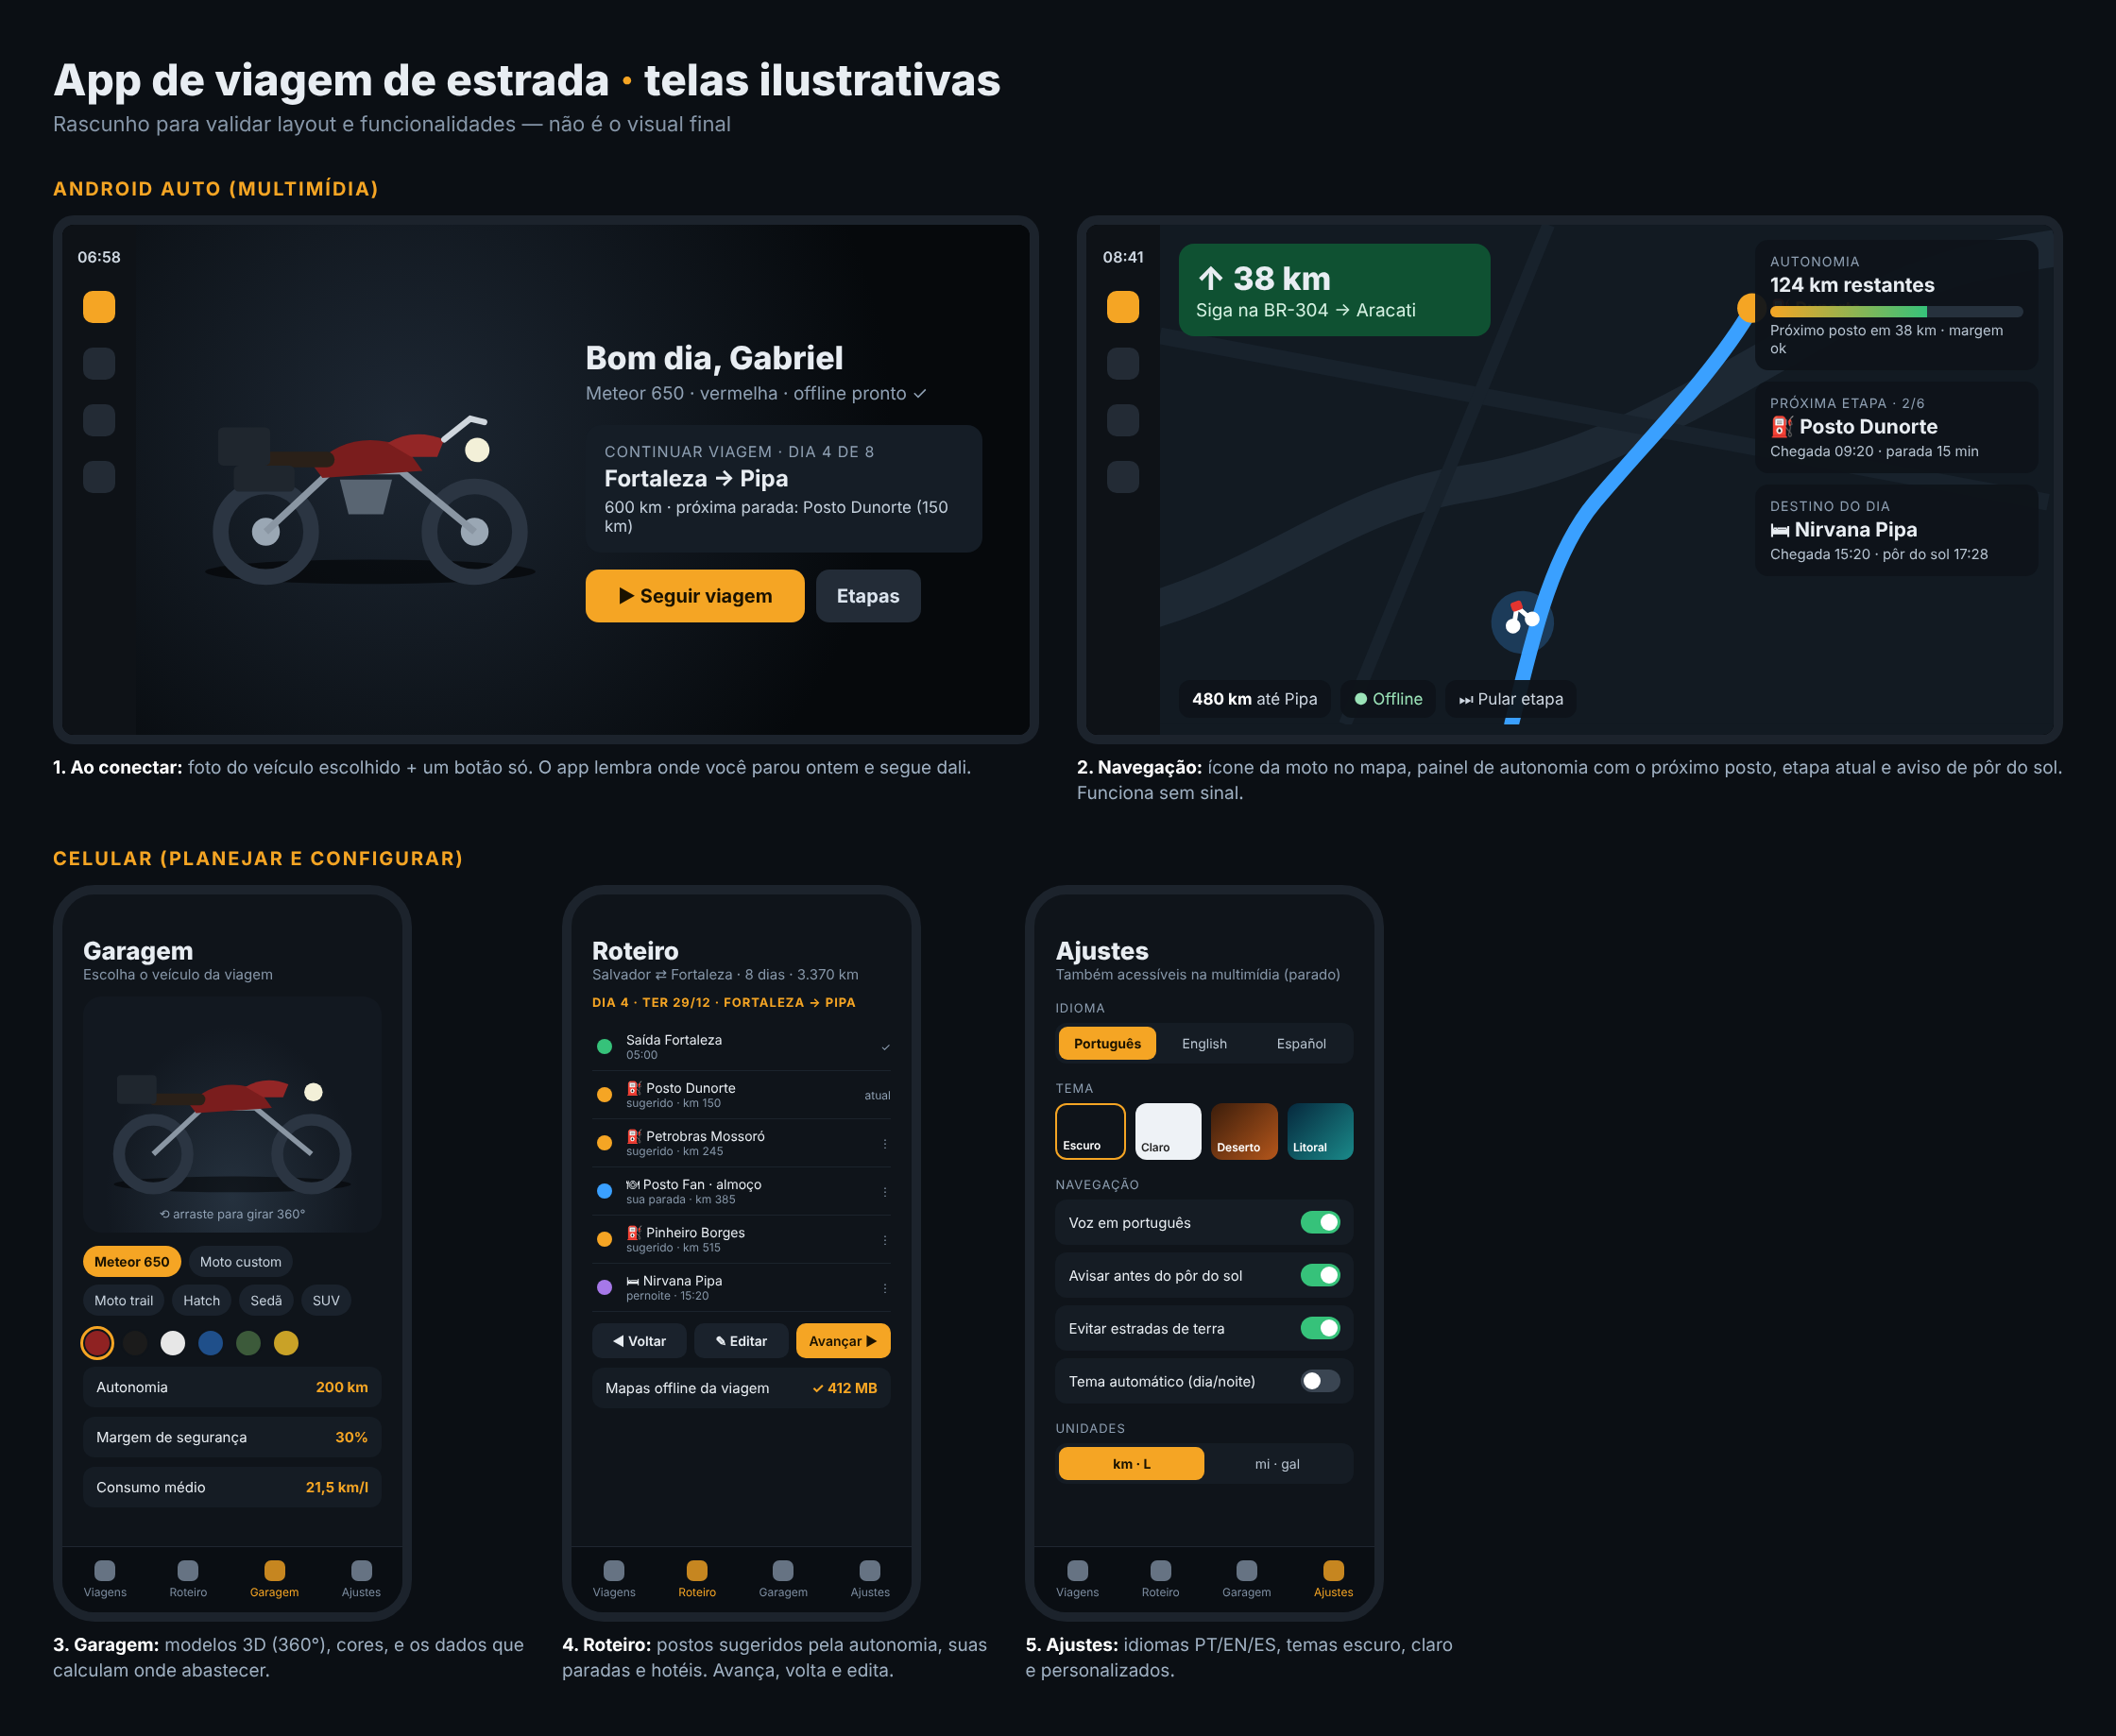 App de viagem de estrada · telas ilustrativas
Rascunho para validar layout e funcionalidades — não é o visual final
ANDROID AUTO (MULTIMÍDIA)
06:58
Bom dia, Gabriel
Meteor 650 · vermelha · offline pronto ✓
CONTINUAR VIAGEM · DIA 4 DE 8
Fortaleza → Pipa
600 km · próxima parada: Posto Dunorte (150
km)
▶ Seguir viagem
Etapas
1. Ao conectar: foto do veículo escolhido + um botão só. O app lembra onde você parou ontem e segue dali.
08:41
↑ 38 km
Siga na BR-304 → Aracati
AUTONOMIA
124 km restantes
Próximo posto em 38 km · margem
ok
PRÓXIMA ETAPA · 2/6
⛽ Posto Dunorte
Chegada 09:20 · parada 15 min
DESTINO DO DIA
🛏 Nirvana Pipa
Chegada 15:20 · pôr do sol 17:28
480 km até Pipa
● Offline
⏭ Pular etapa
2. Navegação: ícone da moto no mapa, painel de autonomia com o próximo posto, etapa atual e aviso de pôr do sol.
Funciona sem sinal.
CELULAR (PLANEJAR E CONFIGURAR)
Garagem
Escolha o veículo da viagem
⟲ arraste para girar 360°
Meteor 650
Moto custom
Moto trail
Hatch
Sedã
SUV
Autonomia
200 km
Margem de segurança
30%
Consumo médio
21,5 km/l
Viagens
Roteiro
Garagem
Ajustes
3. Garagem: modelos 3D (360°), cores, e os dados que
calculam onde abastecer.
Roteiro
Salvador ⇄ Fortaleza · 8 dias · 3.370 km
DIA 4 · TER 29/12 · FORTALEZA → PIPA
Saída Fortaleza
05:00
✓
⛽ Posto Dunorte
sugerido · km 150
atual
⛽ Petrobras Mossoró
sugerido · km 245
⋮
🍽 Posto Fan · almoço
sua parada · km 385
⋮
⛽ Pinheiro Borges
sugerido · km 515
⋮
🛏 Nirvana Pipa
pernoite · 15:20
⋮
◀ Voltar
✎ Editar
Avançar ▶
Mapas offline da viagem
✓ 412 MB
Viagens
Roteiro
Garagem
Ajustes
4. Roteiro: postos sugeridos pela autonomia, suas
paradas e hotéis. Avança, volta e edita.
Ajustes
Também acessíveis na multimídia (parado)
IDIOMA
Português
English
Español
TEMA
Escuro
Claro
Deserto
Litoral
NAVEGAÇÃO
Voz em português
Avisar antes do pôr do sol
Evitar estradas de terra
Tema automático (dia/noite)
UNIDADES
km · L
mi · gal
Viagens
Roteiro
Garagem
Ajustes
5. Ajustes: idiomas PT/EN/ES, temas escuro, claro
e personalizados.